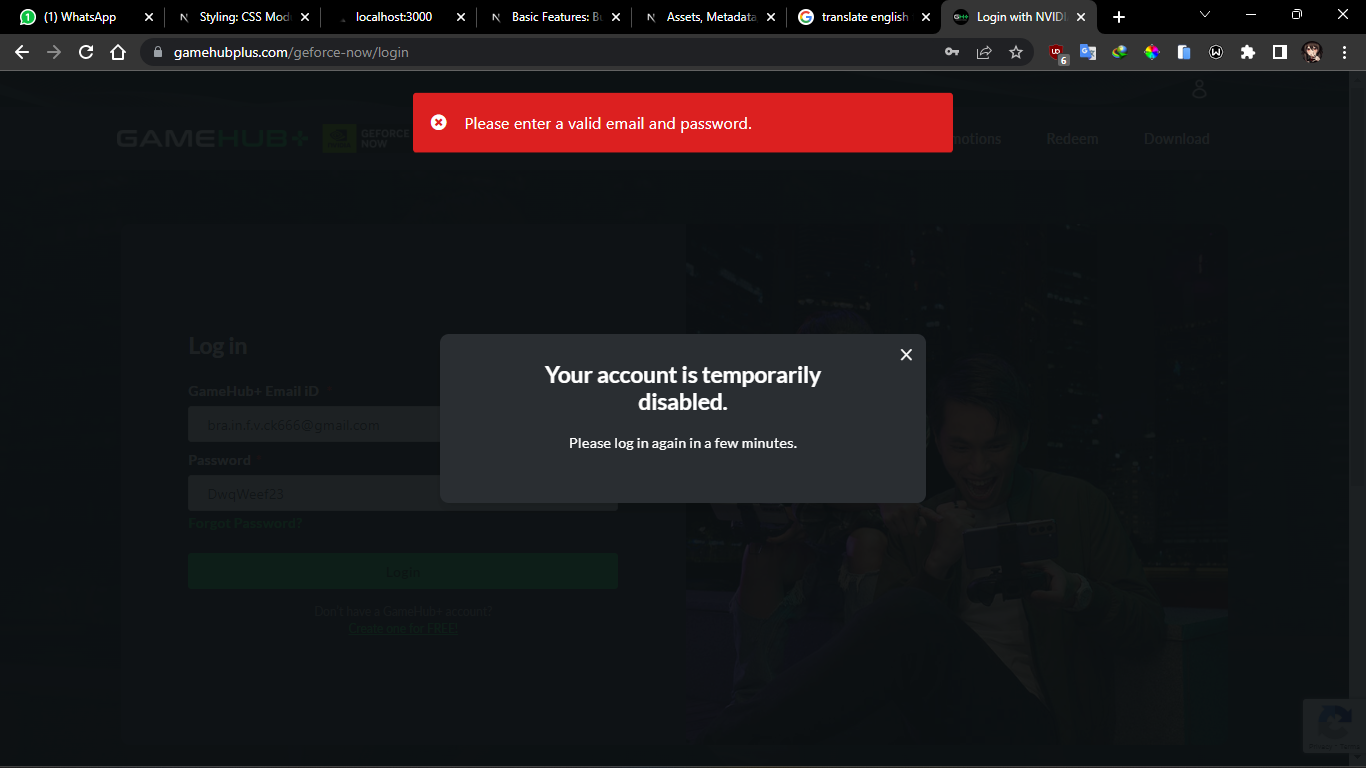 (1) WhatsApp
Styling: CSS Mod
localhost:3000
Basic Features: Bu
Assets, Metadata,
translate english
Login with NVIDI
gamehubplus.com/geforce-now/login
6
Please enter a valid email and password.
GAMEHUB+ GEFORCE
NOW
motions Redeem Download
Log in
GameHub+ Email iD *
bra.in.f.v.ck666@gmail.com
Password *
DwqWeef23
Forgot Password?
Login
Don't have a GameHub+ account?
Create one for FREE!
Your account is temporarily
disabled.
Please log in again in a few minutes.
Privacy - Terms